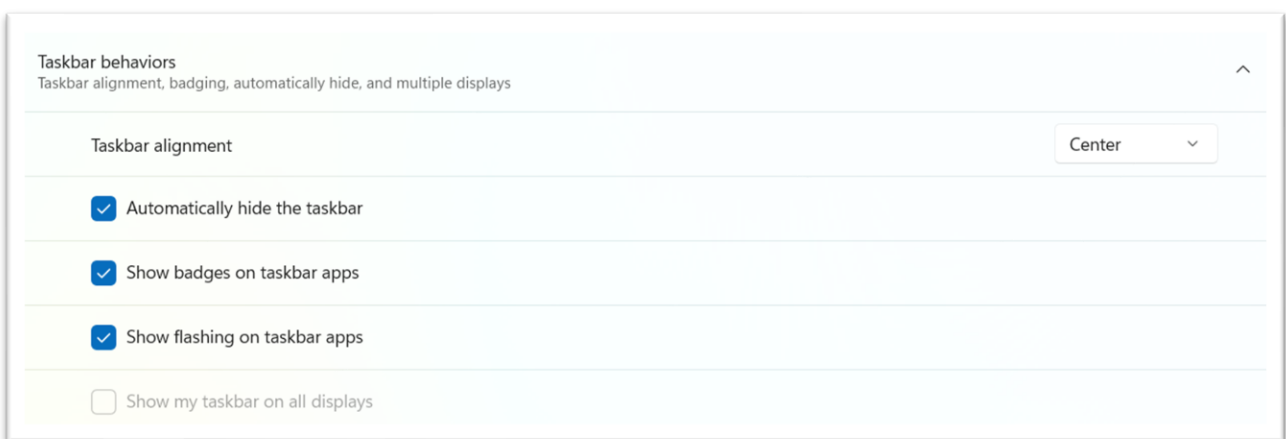 Taskbar behaviors
Taskbar alignment, badging, automatically hide, and multiple displays
Taskbar alignment
Center
Automatically hide the taskbar
Show badges on taskbar apps
Show flashing on taskbar apps
Show my taskbar on all displays